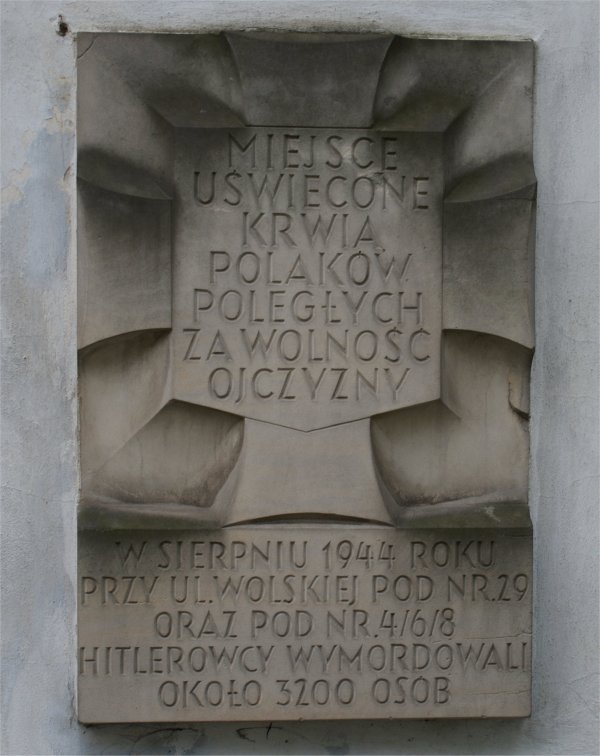 MIEJSCE
UŚWIĘCONE
KRWIĄ
POLAKÓW
POLEGŁYCH
ZA WOLNOŚĆ
OJCZYZNY
W SIERPNIU 1944 ROKU
PRZY UL.WOLSKIEJ POD NR.29
ORAZ POD NR.4/6/8
HITLEROWCY WYMORDOWALI
OKOŁO 3200 OSÓB